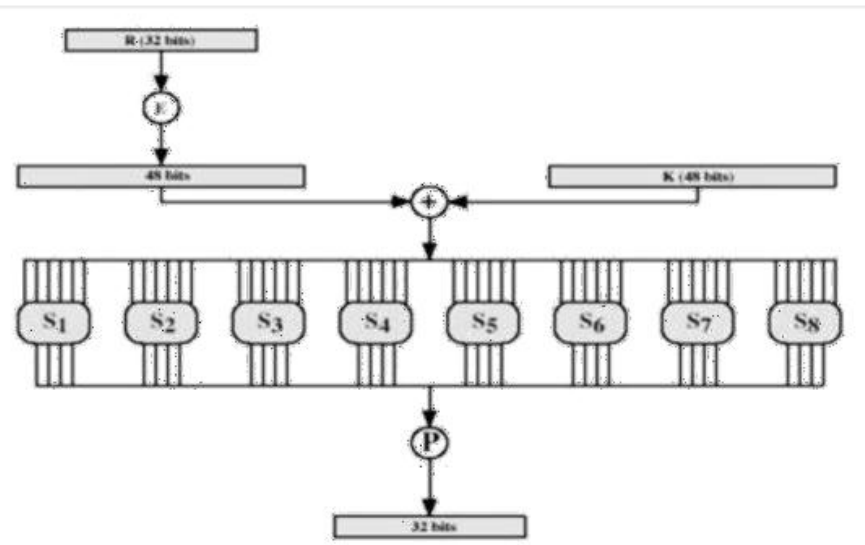 R (32 bits)
E
48 bits
K (48 bits)
+
S1 S2 S3 S4 S5 S6 S7 S8
P
32 bits